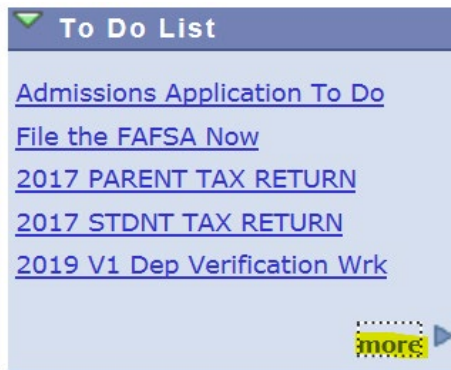 To Do List
Admissions Application To Do
File the FAFSA Now
2017 PARENT TAX RETURN
2017 STDNT TAX RETURN
2019 V1 Dep Verification Wrk
more